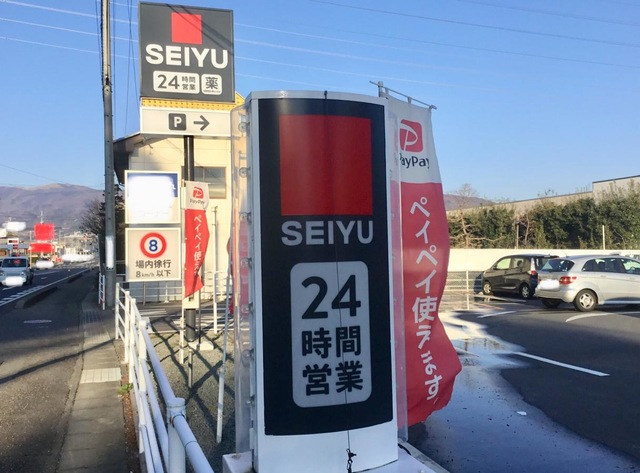 SEIYU
24時間
営業
薬
P →
8
場内徐行
8km/h以下
PayPay
ペイペイ使えます
SEIYU
24
時間
営業
PayPay
ペイペイ使えます